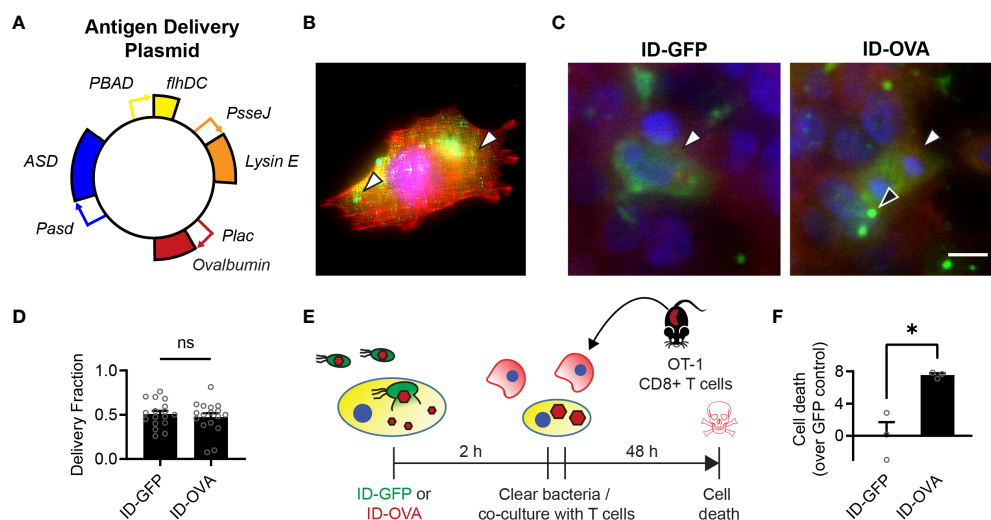 A
Antigen Delivery
Plasmid
PBAD
flhDC
PsseJ
ASD
Lysin E
Pasd
Plac
Ovalbumin
B
C
ID-GFP
ID-OVA
D
ns
Delivery Fraction
1.0
0.5
0.0
ID-GFP
ID-OVA
E
OT-1
CD8+ T cells
2 h
48 h
ID-GFP or
ID-OVA
Clear bacteria /
co-culture with T cells
Cell
death
F
*
Cell death
(over GFP control)
8
4
0
ID-GFP
ID-OVA